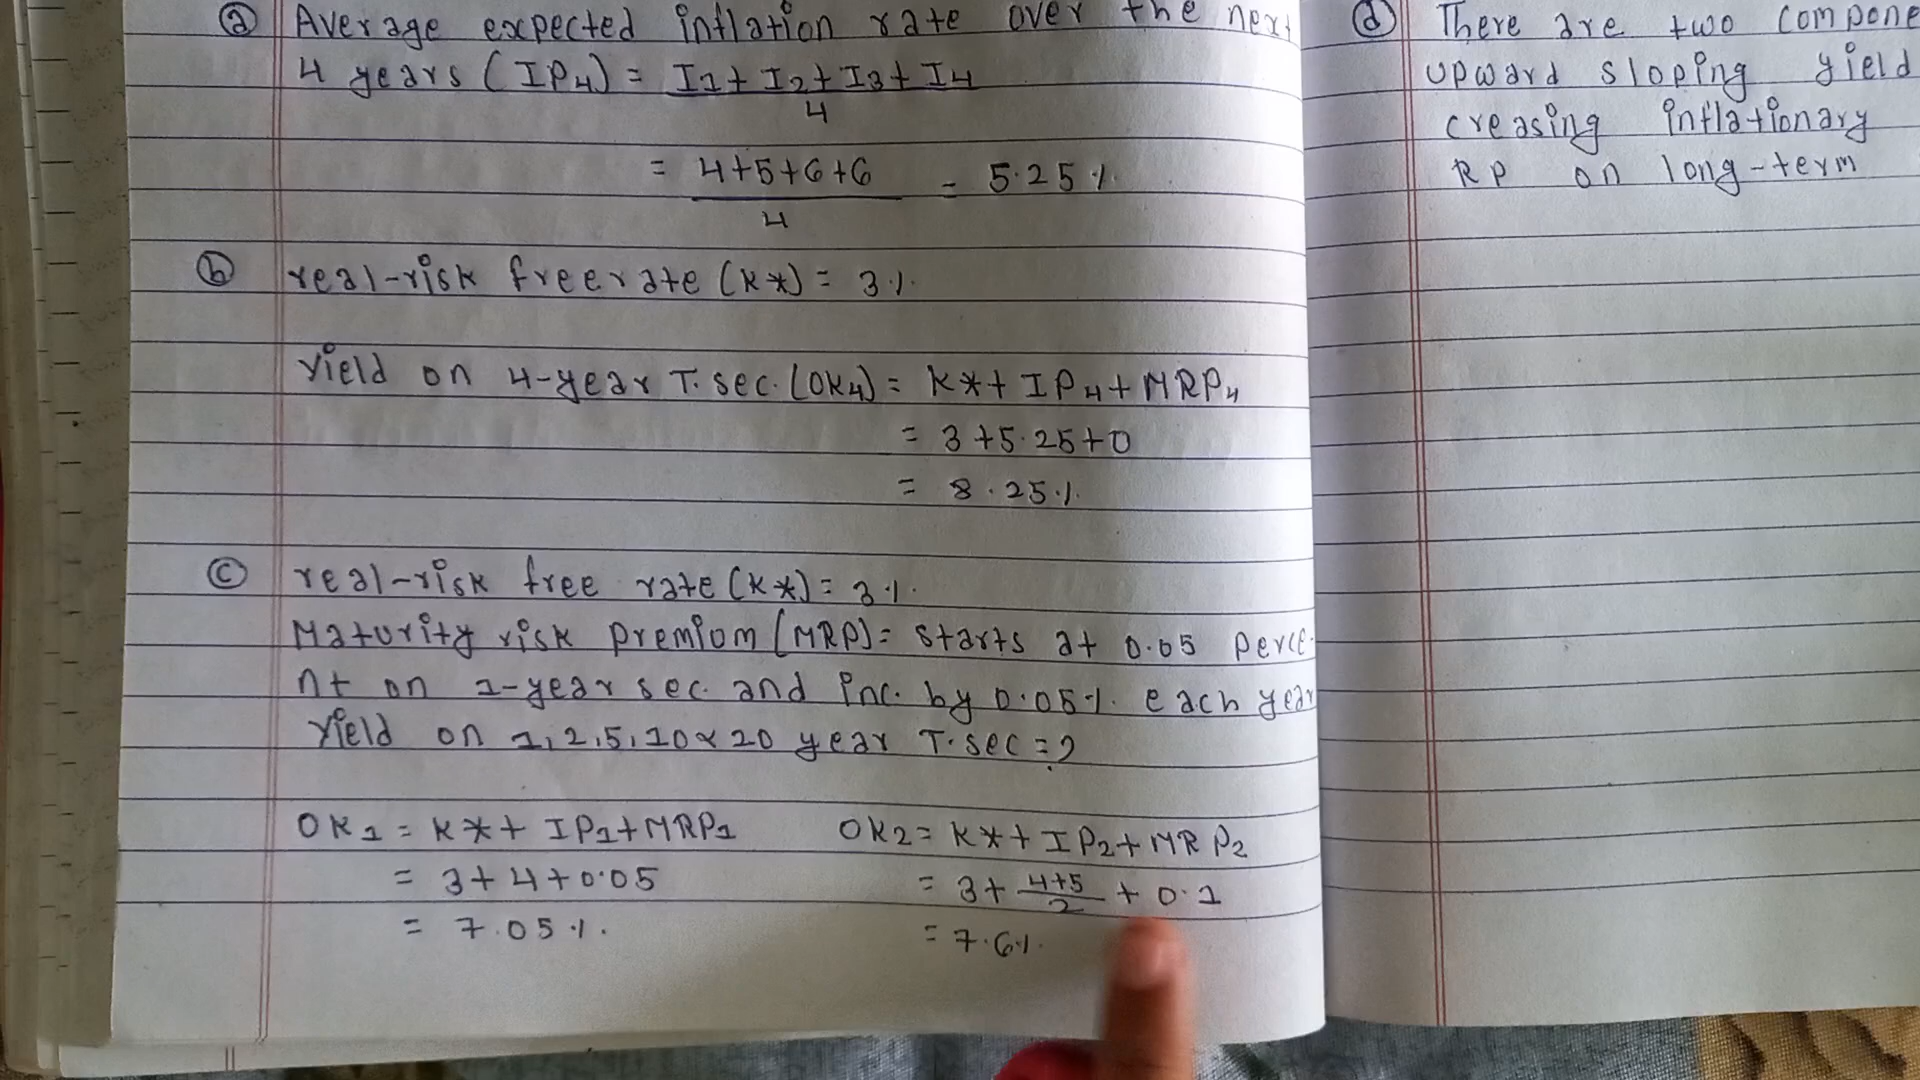 ⓐ Average expected inflation rate over the next
4 years (IP4) = I1 + I2 + I3 + I4
4
= 4+5+6+6 = 5.25%
4
ⓑ real-risk free rate (K*) = 3%.
Yield on 4-year T. sec. (OK4) = K* + IP4 + MRP4
= 3 + 5.25 + 0
= 8.25%.
ⓒ real-risk free rate (K*) = 3%.
Maturity risk premium (MRP) = starts at 0.05 perce-
nt on 1-year sec. and inc. by 0.05%. each year
Yield on 1,2,5,10 & 20 year T. sec = ?
OK1 = K* + IP1 + MRP1
= 3 + 4 + 0.05
= 7.05%.
OK2 = K* + IP2 + MRP2
= 3 + 4+5/2 + 0.1
= 7.6%.
ⓓ There are two compone
upward sloping yield
creasing inflationary
RP on long-term